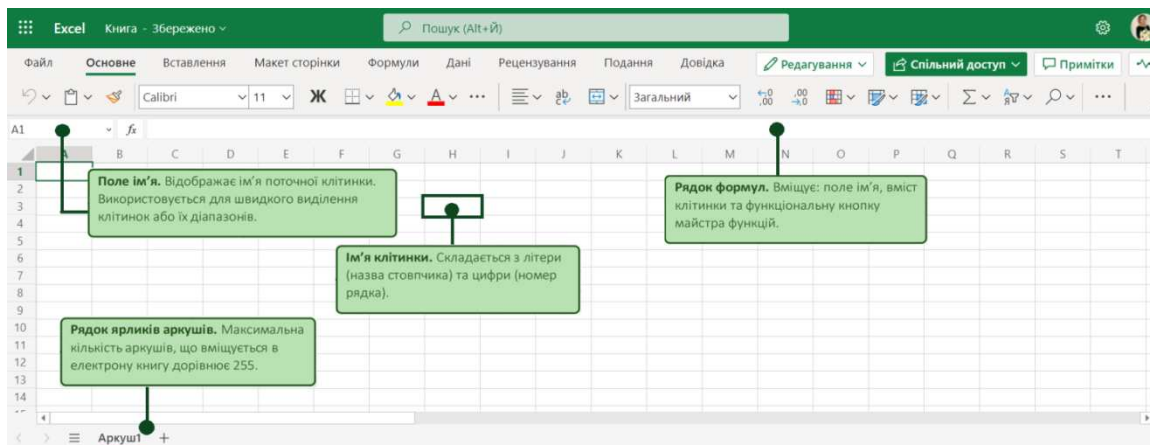 Excel Книга - Збережено Пошук (Alt+Й)
Файл Основне Вставлення Макет сторінки Формули Дані Рецензування Подання Довідка Редагування Спільний доступ Примітки
Calibri 11 Ж А ab Загальний
A1 fx
A B C D E F G H I J K L M N O P Q R S T
1
2
3
4
5
6
7
8
9
10
11
12
13
14
Поле ім’я. Відображає ім’я поточної клітинки.
Використовується для швидкого виділення
клітинок або їх діапазонів.
Рядок формул. Вміщує: поле ім’я, вміст
клітинки та функціональну кнопку
майстра функцій.
Ім’я клітинки. Складається з літери
(назва стовпчика) та цифри (номер
рядка).
Рядок ярликів аркушів. Максимальна
кількість аркушів, що вміщується в
електрону книгу дорівнює 255.
Аркуш1 +